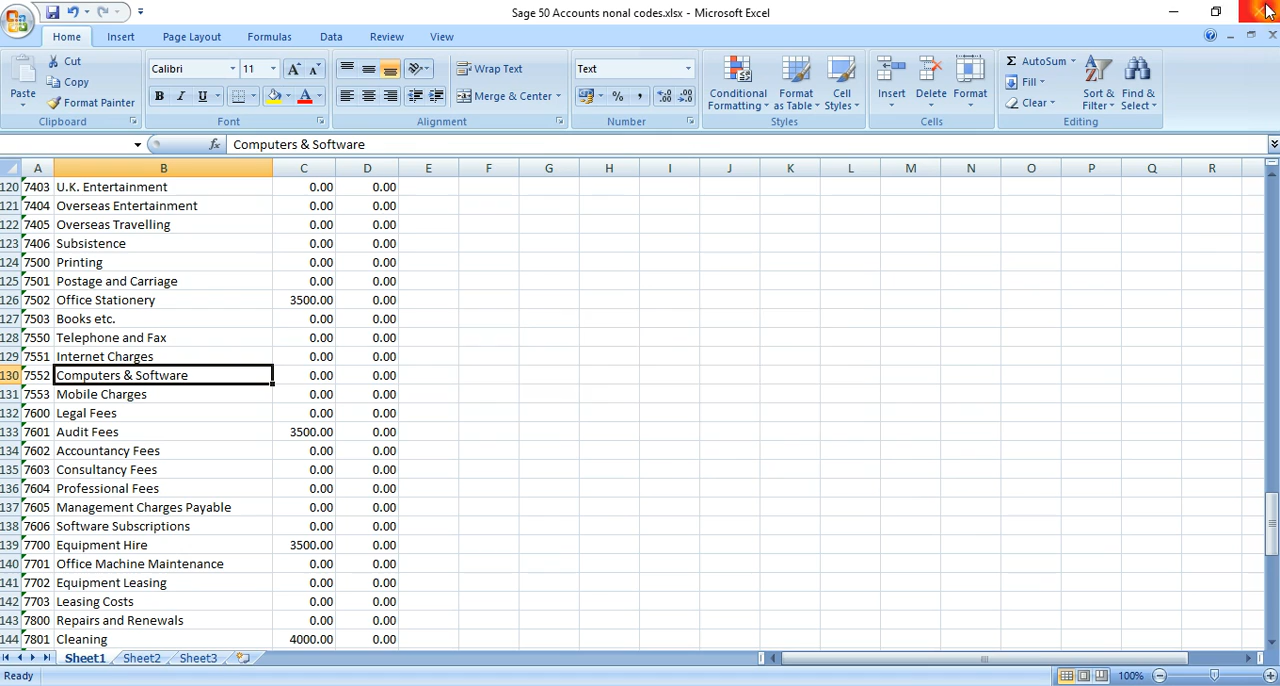 Sage 50 Accounts nonal codes.xlsx - Microsoft Excel
Home Insert Page Layout Formulas Data Review View
Paste Cut Copy Format Painter Clipboard
Calibri 11 B I U A Font
Wrap Text Merge & Center Alignment
Text % , Number
Conditional Formatting Format as Table Cell Styles Styles
Insert Delete Format Cells
Σ AutoSum Fill Clear Sort & Filter Find & Select Editing
fx Computers & Software
A B C D E F G H I J K L M N O P Q R
120 7403 U.K. Entertainment 0.00 0.00
121 7404 Overseas Entertainment 0.00 0.00
122 7405 Overseas Travelling 0.00 0.00
123 7406 Subsistence 0.00 0.00
124 7500 Printing 0.00 0.00
125 7501 Postage and Carriage 0.00 0.00
126 7502 Office Stationery 3500.00 0.00
127 7503 Books etc. 0.00 0.00
128 7550 Telephone and Fax 0.00 0.00
129 7551 Internet Charges 0.00 0.00
130 7552 Computers & Software 0.00 0.00
131 7553 Mobile Charges 0.00 0.00
132 7600 Legal Fees 0.00 0.00
133 7601 Audit Fees 3500.00 0.00
134 7602 Accountancy Fees 0.00 0.00
135 7603 Consultancy Fees 0.00 0.00
136 7604 Professional Fees 0.00 0.00
137 7605 Management Charges Payable 0.00 0.00
138 7606 Software Subscriptions 0.00 0.00
139 7700 Equipment Hire 3500.00 0.00
140 7701 Office Machine Maintenance 0.00 0.00
141 7702 Equipment Leasing 0.00 0.00
142 7703 Leasing Costs 0.00 0.00
143 7800 Repairs and Renewals 0.00 0.00
144 7801 Cleaning 4000.00 0.00
Sheet1 Sheet2 Sheet3
Ready 100%